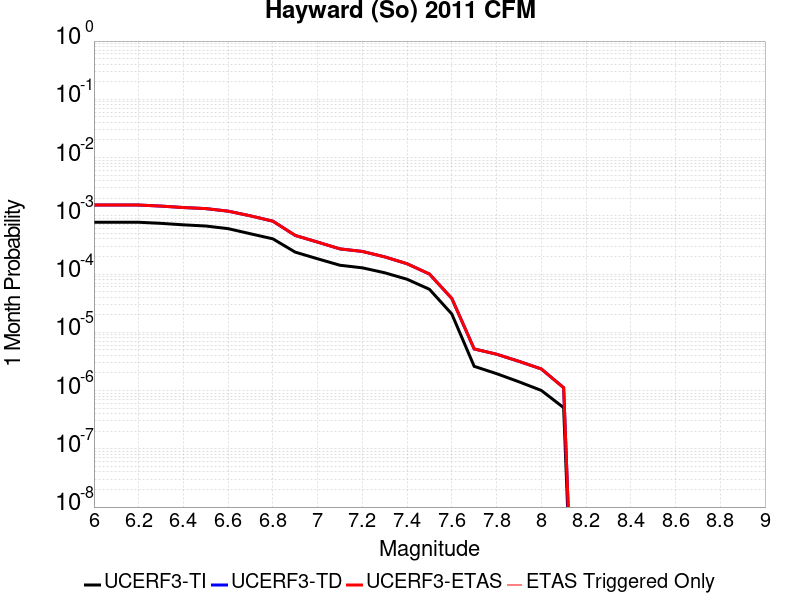 Hayward (So) 2011 CFM
10^0
10^-1
10^-2
10^-3
10^-4
10^-5
10^-6
10^-7
10^-8
1 Month Probability
6 6.2 6.4 6.6 6.8 7 7.2 7.4 7.6 7.8 8 8.2 8.4 8.6 8.8 9
Magnitude
UCERF3-TI UCERF3-TD UCERF3-ETAS ETAS Triggered Only